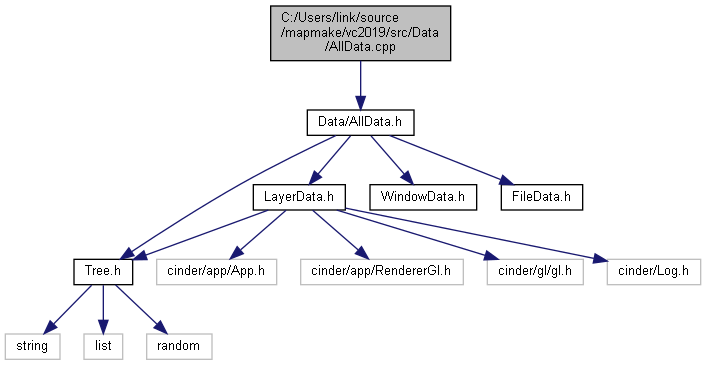 C:/Users/link/source
/mapmake/vc2019/src/Data
/AllData.cpp
Data/AllData.h
LayerData.h
WindowData.h
FileData.h
Tree.h
cinder/app/App.h
cinder/app/RendererGl.h
cinder/gl/gl.h
cinder/Log.h
string
list
random